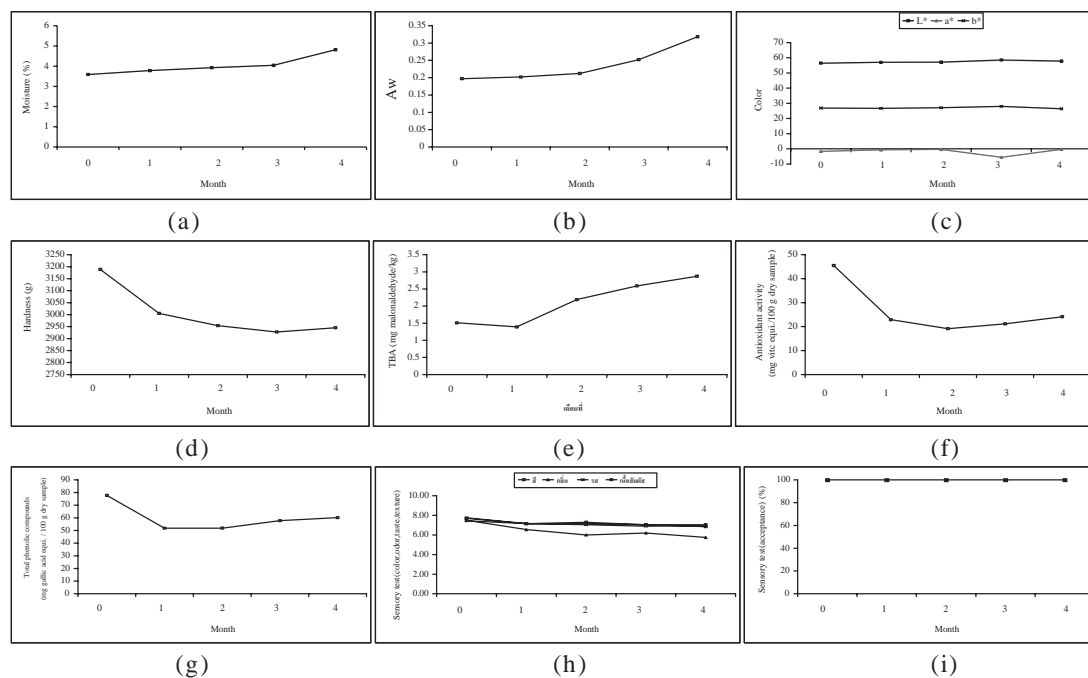 6
5
4
3
2
1
0
Moisture (%)
0 1 2 3 4
Month
(a)
0.35
0.3
0.25
0.2
0.15
0.1
0.05
0
Aw
0 1 2 3 4
Month
(b)
L* a* b*
70
60
50
40
30
20
10
0
-10
Color
0 1 2 3 4
Month
(c)
3250
3200
3150
3100
3050
3000
2950
2900
2850
2800
2750
Hardness (g)
0 1 2 3 4
Month
(d)
3.5
3
2.5
2
1.5
1
.5
0
TBA (mg malonaldehyde/kg)
0 1 2 3 4
เดือนที่
(e)
50
40
30
20
10
0
Antioxidant activity
(mg vitc equi./100 g dry sample)
0 1 2 3 4
Month
(f)
90
80
70
60
50
40
30
20
10
0
Total phenolic compounds
(mg gallic acid equi. / 100 g dry sample)
0 1 2 3 4
Month
(g)
สี กลิ่น รส เนื้อสัมผัส
10.00
8.00
6.00
4.00
2.00
0.00
Sensory test(color,odor,taste,texture)
0 1 2 3 4
Month
(h)
100
80
60
40
20
0
Sensory test(acceptance) (%)
0 1 2 3 4
Month
(i)